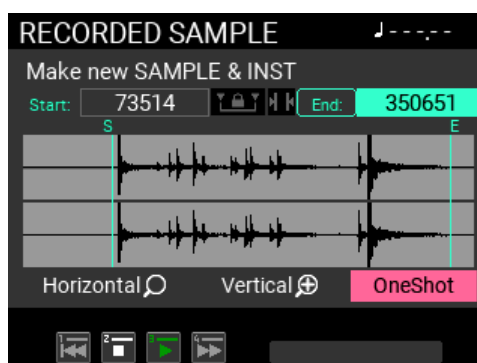 RECORDED SAMPLE ♩---.--
Make new SAMPLE & INST
Start: 73514 End: 350651
S E
Horizontal Vertical OneShot
1 2 3 4